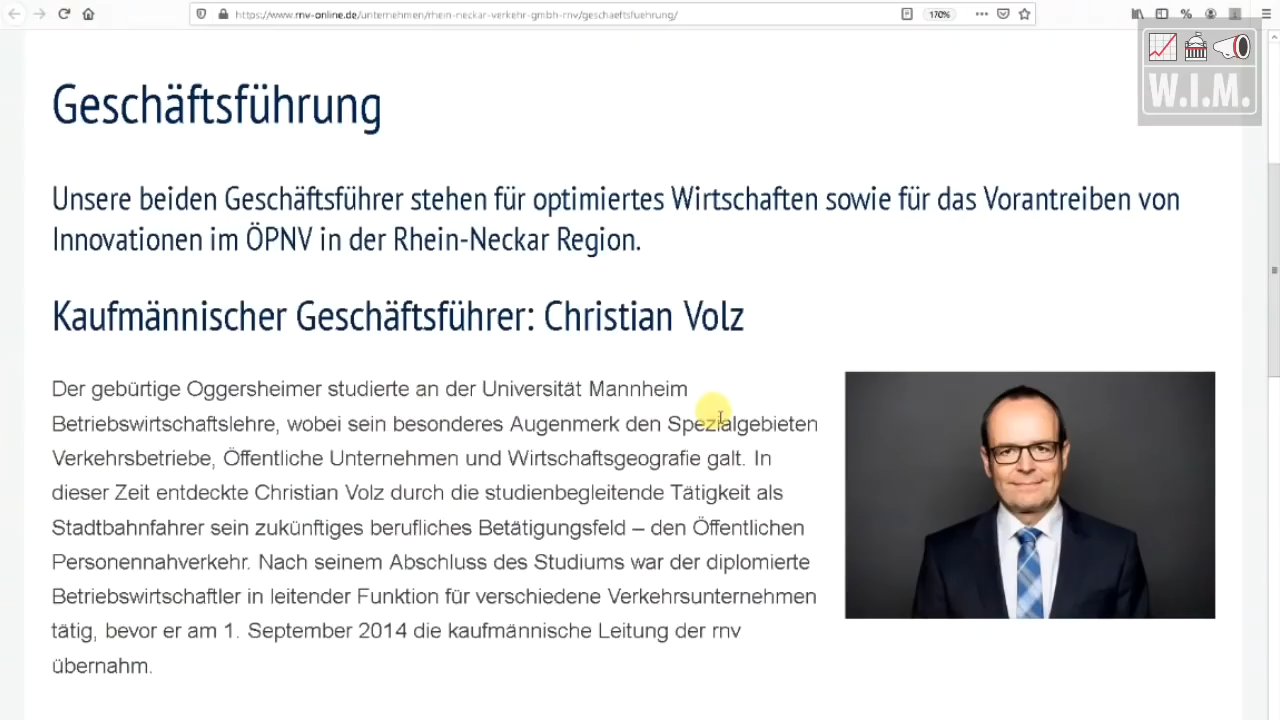 https://www.rnv-online.de/unternehmen/rhein-neckar-verkehr-gmbh-rnv/geschaeftsfuehrung/
170%
W.I.M.
Geschäftsführung
Unsere beiden Geschäftsführer stehen für optimiertes Wirtschaften sowie für das Vorantreiben von
Innovationen im ÖPNV in der Rhein-Neckar Region.
Kaufmännischer Geschäftsführer: Christian Volz
Der gebürtige Oggersheimer studierte an der Universität Mannheim
Betriebswirtschaftslehre, wobei sein besonderes Augenmerk den Spezialgebieten
Verkehrsbetriebe, Öffentliche Unternehmen und Wirtschaftsgeografie galt. In
dieser Zeit entdeckte Christian Volz durch die studienbegleitende Tätigkeit als
Stadtbahnfahrer sein zukünftiges berufliches Betätigungsfeld – den Öffentlichen
Personennahverkehr. Nach seinem Abschluss des Studiums war der diplomierte
Betriebswirtschaftler in leitender Funktion für verschiedene Verkehrsunternehmen
tätig, bevor er am 1. September 2014 die kaufmännische Leitung der rnv
übernahm.